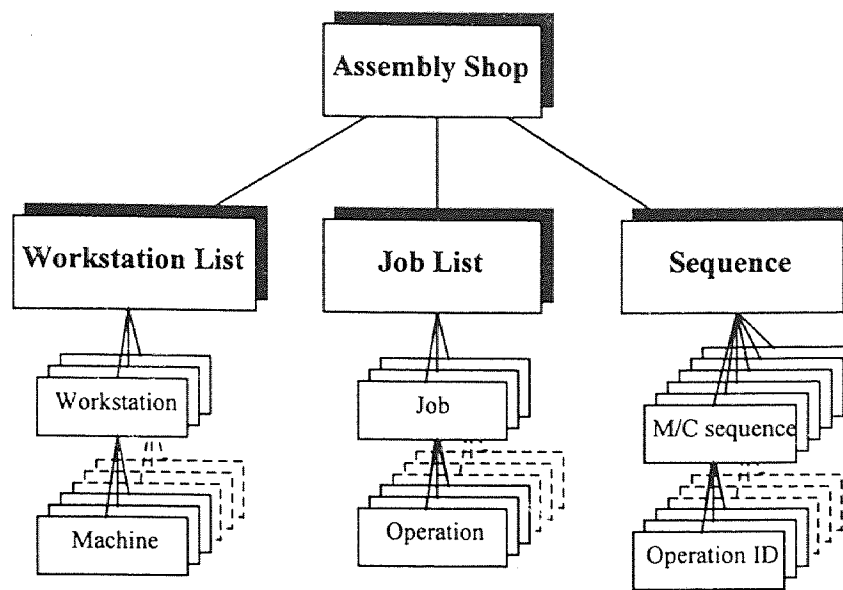 Assembly Shop
Workstation List
Job List
Sequence
Workstation
Job
M/C sequence
Machine
Operation
Operation ID